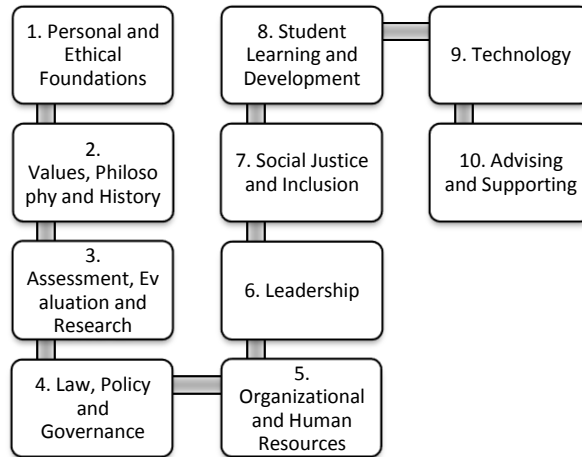 1. Personal and
Ethical
Foundations
2.
Values, Philoso
phy and History
3.
Assessment, Ev
aluation and
Research
4. Law, Policy
and
Governance
5.
Organizational
and Human
Resources
6. Leadership
7. Social Justice
and Inclusion
8. Student
Learning and
Development
9. Technology
10. Advising
and Supporting